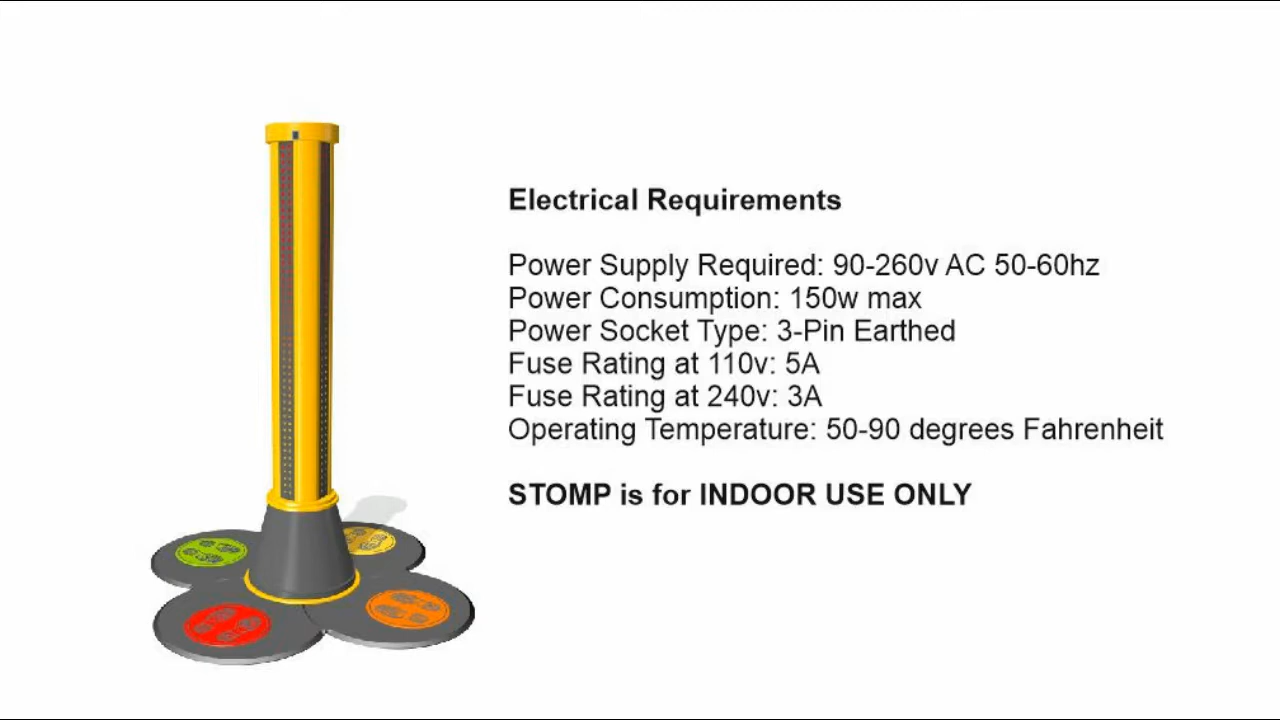 Electrical Requirements
Power Supply Required: 90-260v AC 50-60hz
Power Consumption: 150w max
Power Socket Type: 3-Pin Earthed
Fuse Rating at 110v: 5A
Fuse Rating at 240v: 3A
Operating Temperature: 50-90 degrees Fahrenheit
STOMP is for INDOOR USE ONLY